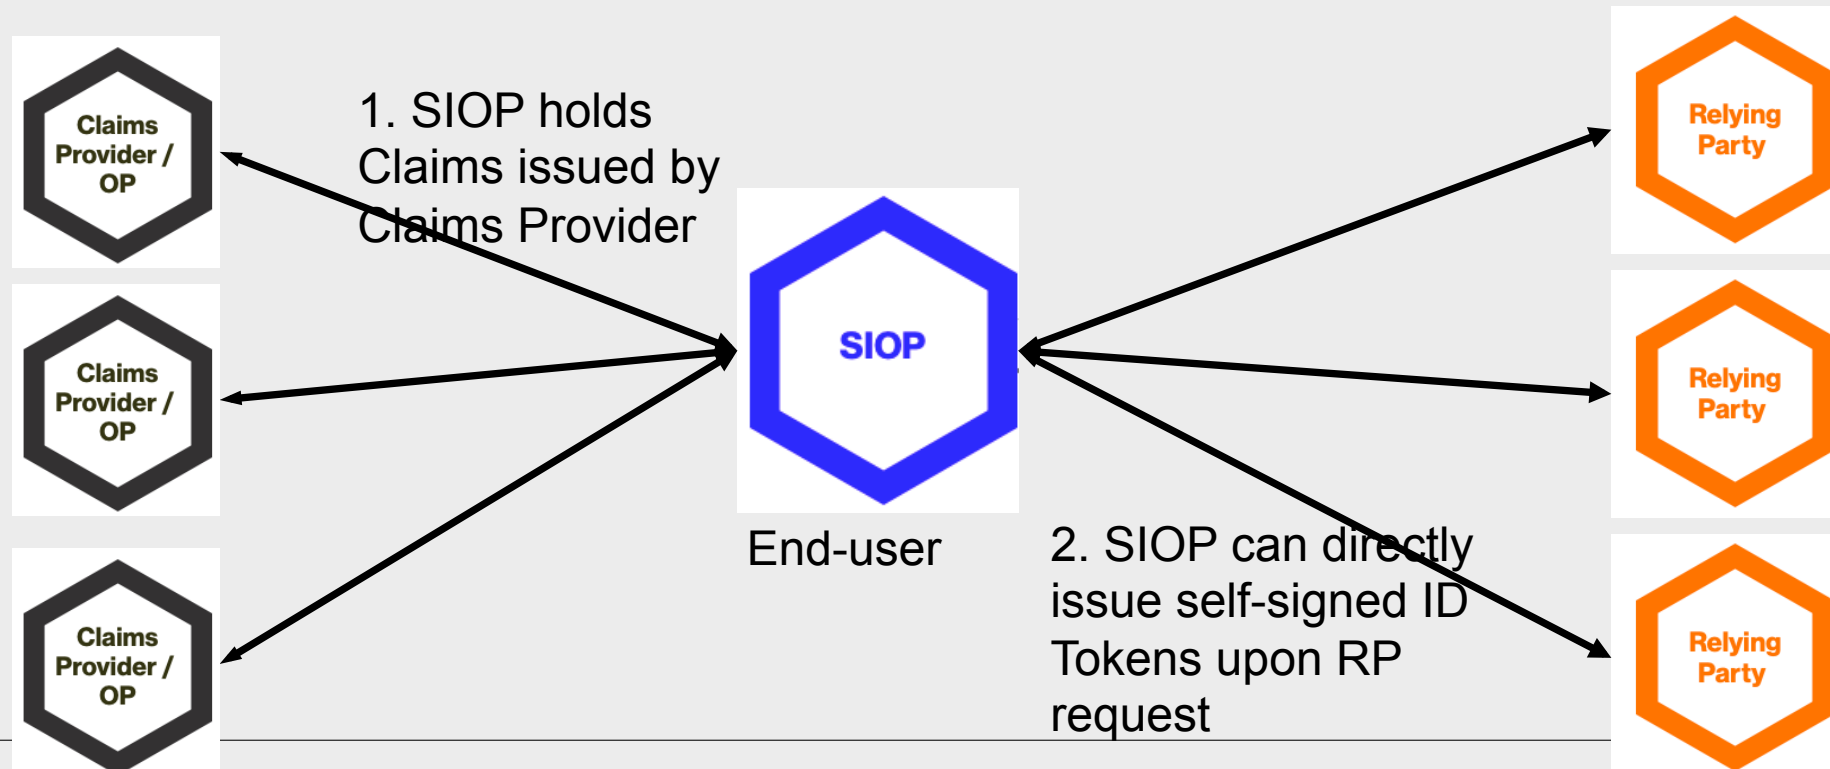 Claims
Provider /
OP
Claims
Provider /
OP
Claims
Provider /
OP
1. SIOP holds
Claims issued by
Claims Provider
SIOP
End-user
2. SIOP can directly
issue self-signed ID
Tokens upon RP
request
Relying
Party
Relying
Party
Relying
Party